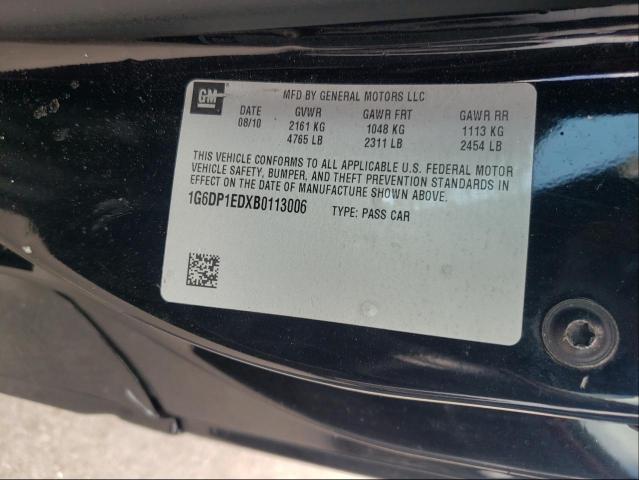 GM
MFD BY GENERAL MOTORS LLC
DATE GVWR GAWR FRT GAWR RR
08/10 2161 KG 1048 KG 1113 KG
4765 LB 2311 LB 2454 LB
THIS VEHICLE CONFORMS TO ALL APPLICABLE U.S. FEDERAL MOTOR
VEHICLE SAFETY, BUMPER, AND THEFT PREVENTION STANDARDS IN
EFFECT ON THE DATE OF MANUFACTURE SHOWN ABOVE.
1G6DP1EDXB0113006 TYPE: PASS CAR